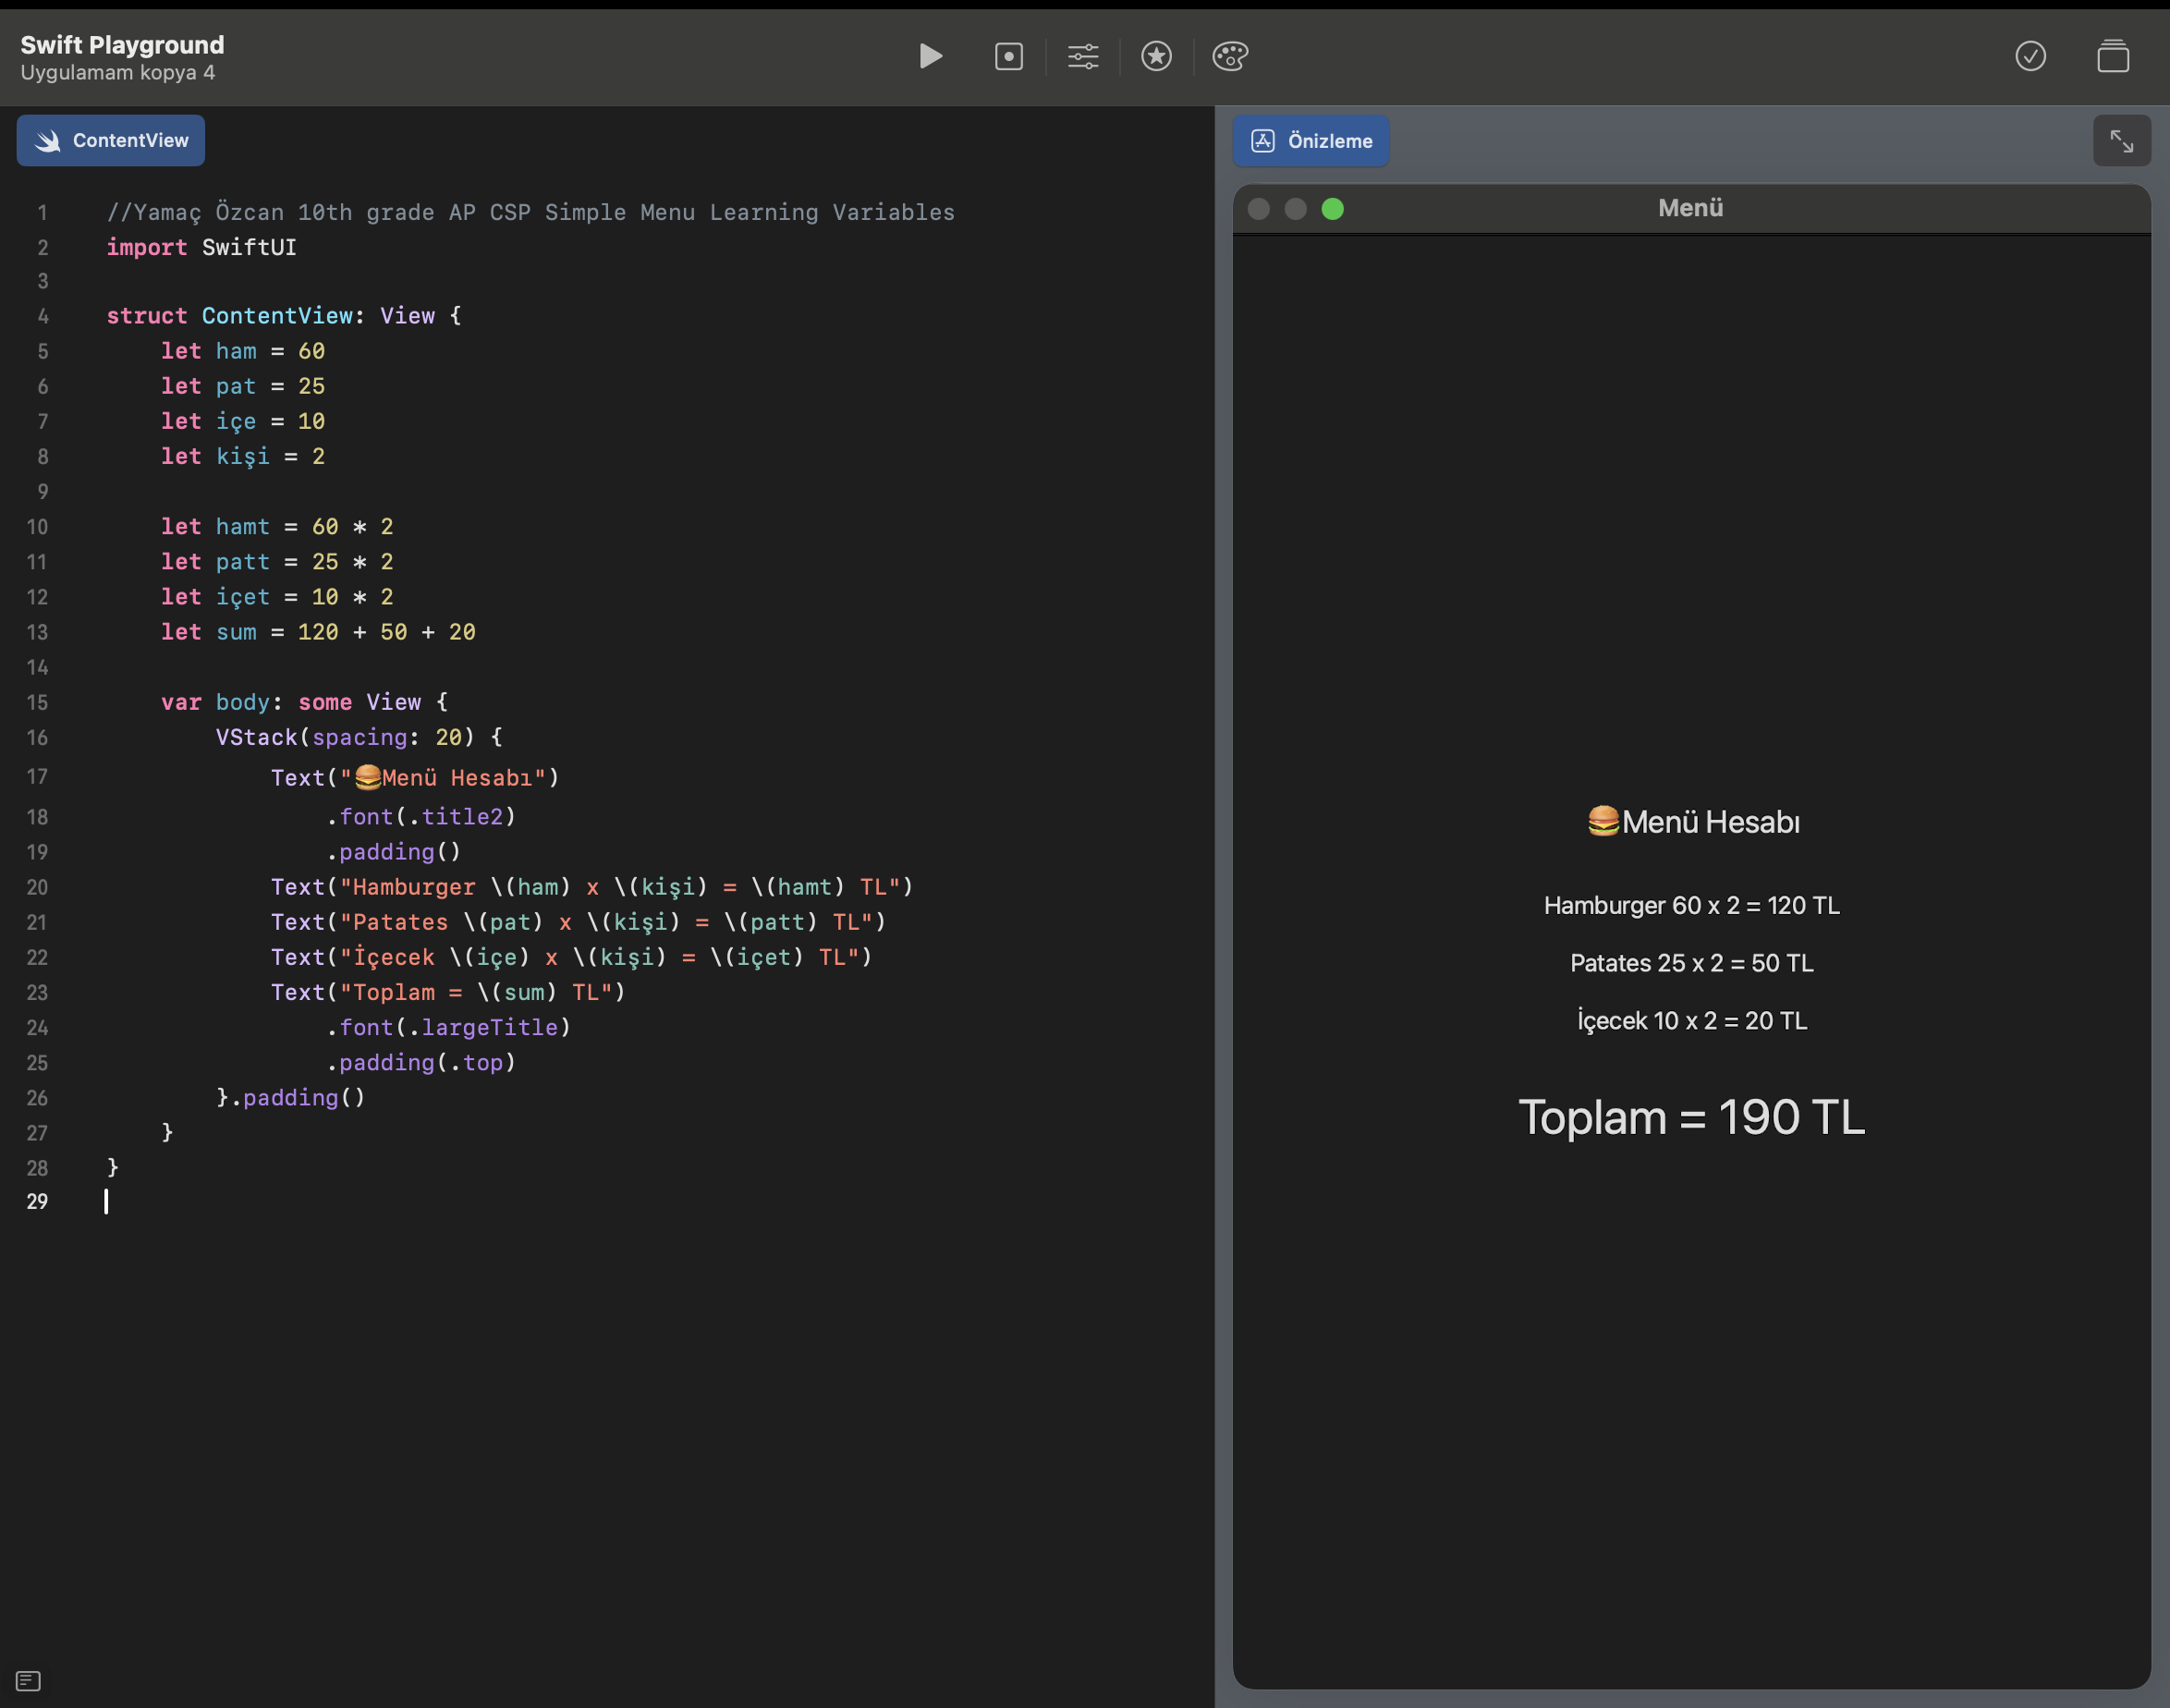 Swift Playground
Uygulamam kopya 4
ContentView
1 //Yamaç Özcan 10th grade AP CSP Simple Menu Learning Variables
2 import SwiftUI
3
4 struct ContentView: View {
5     let ham = 60
6     let pat = 25
7     let içe = 10
8     let kişi = 2
9
10     let hamt = 60 * 2
11     let patt = 25 * 2
12     let içet = 10 * 2
13     let sum = 120 + 50 + 20
14
15     var body: some View {
16         VStack(spacing: 20) {
17             Text("🍔Menü Hesabı")
18                 .font(.title2)
19                 .padding()
20             Text("Hamburger \(ham) x \(kişi) = \(hamt) TL")
21             Text("Patates \(pat) x \(kişi) = \(patt) TL")
22             Text("İçecek \(içe) x \(kişi) = \(içet) TL")
23             Text("Toplam = \(sum) TL")
24                 .font(.largeTitle)
25                 .padding(.top)
26         }.padding()
27     }
28 }
29
Önizleme
Menü
🍔Menü Hesabı
Hamburger 60 x 2 = 120 TL
Patates 25 x 2 = 50 TL
İçecek 10 x 2 = 20 TL
Toplam = 190 TL